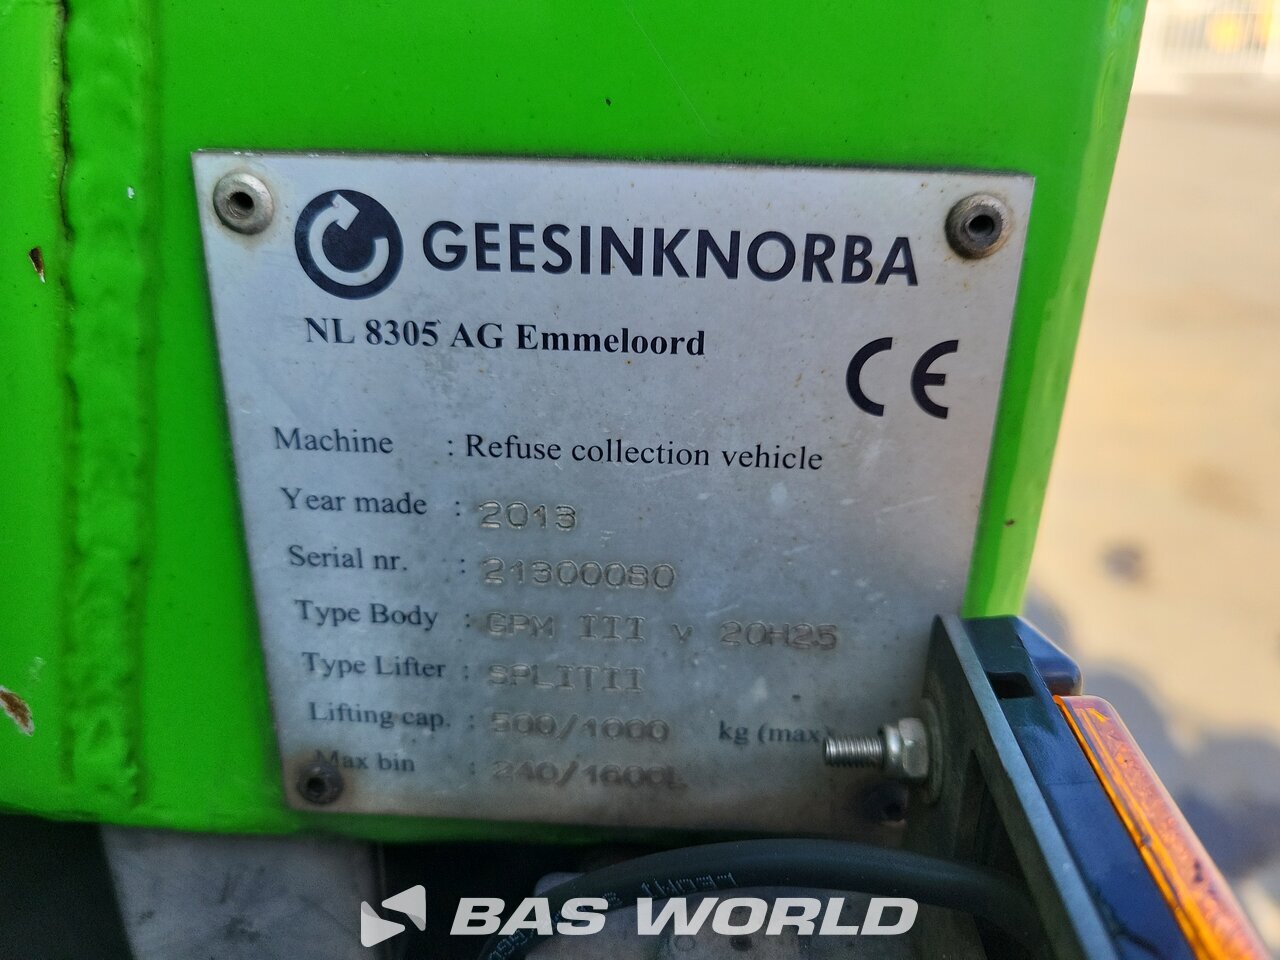 GEESINKNORBA
NL 8305 AG Emmeloord
CE
Machine : Refuse collection vehicle
Year made : 2013
Serial nr. : 21300080
Type Body : GPM III V 20H25
Type Lifter : SPLITII
Lifting cap. : 500/1000 kg (max)
Max bin : 240/1600L
BAS WORLD